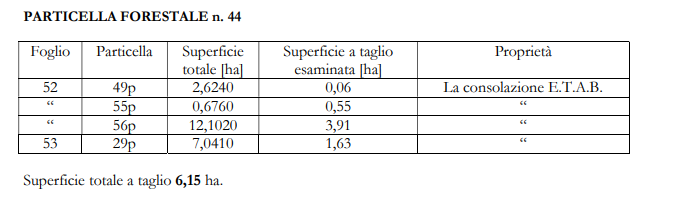 PARTICELLA FORESTALE n. 44
Foglio Particella Superficie totale [ha] Superficie a taglio esaminata [ha] Proprietà
52 49p 2,6240 0,06 La consolazione E.T.A.B.
“ 55p 0,6760 0,55 “
“ 56p 12,1020 3,91 “
53 29p 7,0410 1,63 “
Superficie totale a taglio 6,15 ha.